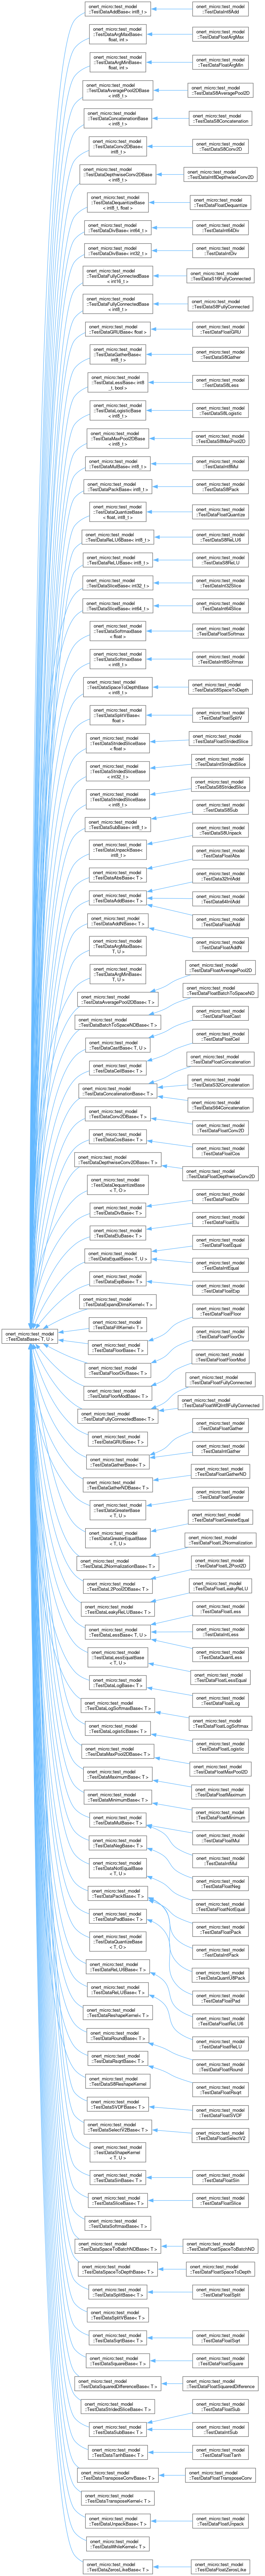 onert_micro::test_model
::TestDataAddBase< int8_t >
onert_micro::test_model
::TestDataInt8Add
onert_micro::test_model
::TestDataArgMaxBase<
float, int >
onert_micro::test_model
::TestDataFloatArgMax
onert_micro::test_model
::TestDataArgMinBase<
float, int >
onert_micro::test_model
::TestDataFloatArgMin
onert_micro::test_model
::TestDataAveragePool2DBase
< int8_t >
onert_micro::test_model
::TestDataS8AveragePool2D
onert_micro::test_model
::TestDataConcatenationBase
< int8_t >
onert_micro::test_model
::TestDataS8Concatenation
onert_micro::test_model
::TestDataConv2DBase<
int8_t >
onert_micro::test_model
::TestDataS8Conv2D
onert_micro::test_model
::TestDataDepthwiseConv2DBase
< int8_t >
onert_micro::test_model
::TestDataInt8DepthwiseConv2D
onert_micro::test_model
::TestDataDequantizeBase
< int8_t, float >
onert_micro::test_model
::TestDataFloatDequantize
onert_micro::test_model
::TestDataDivBase< int64_t >
onert_micro::test_model
::TestDataInt64Div
onert_micro::test_model
::TestDataDivBase< int32_t >
onert_micro::test_model
::TestDataIntDiv
onert_micro::test_model
::TestDataFullyConnectedBase
< int16_t >
onert_micro::test_model
::TestDataS16FullyConnected
onert_micro::test_model
::TestDataFullyConnectedBase
< int8_t >
onert_micro::test_model
::TestDataS8FullyConnected
onert_micro::test_model
::TestDataGRUBase< float >
onert_micro::test_model
::TestDataFloatGRU
onert_micro::test_model
::TestDataGatherBase<
int8_t >
onert_micro::test_model
::TestDataS8Gather
onert_micro::test_model
::TestDataLessBase< int8
_t, bool >
onert_micro::test_model
::TestDataS8Less
onert_micro::test_model
::TestDataLogisticBase
< int8_t >
onert_micro::test_model
::TestDataS8Logistic
onert_micro::test_model
::TestDataMaxPool2DBase
< int8_t >
onert_micro::test_model
::TestDataS8MaxPool2D
onert_micro::test_model
::TestDataMulBase< int8_t >
onert_micro::test_model
::TestDataInt8Mul
onert_micro::test_model
::TestDataPackBase< int8_t >
onert_micro::test_model
::TestDataS8Pack
onert_micro::test_model
::TestDataQuantizeBase
< float, int8_t >
onert_micro::test_model
::TestDataFloatQuantize
onert_micro::test_model
::TestDataReLU6Base< int8_t >
onert_micro::test_model
::TestDataS8ReLU6
onert_micro::test_model
::TestDataReLUBase< int8_t >
onert_micro::test_model
::TestDataS8ReLU
onert_micro::test_model
::TestDataSliceBase< int32_t >
onert_micro::test_model
::TestDataInt32Slice
onert_micro::test_model
::TestDataSliceBase< int64_t >
onert_micro::test_model
::TestDataInt64Slice
onert_micro::test_model
::TestDataSoftmaxBase
< float >
onert_micro::test_model
::TestDataFloatSoftmax
onert_micro::test_model
::TestDataSoftmaxBase
< int8_t >
onert_micro::test_model
::TestDataInt8Softmax
onert_micro::test_model
::TestDataSpaceToDepthBase
< int8_t >
onert_micro::test_model
::TestDataS8SpaceToDepth
onert_micro::test_model
::TestDataSplitVBase<
float >
onert_micro::test_model
::TestDataFloatSplitV
onert_micro::test_model
::TestDataStridedSliceBase
< float >
onert_micro::test_model
::TestDataFloatStridedSlice
onert_micro::test_model
::TestDataStridedSliceBase
< int32_t >
onert_micro::test_model
::TestDataIntStridedSlice
onert_micro::test_model
::TestDataStridedSliceBase
< int8_t >
onert_micro::test_model
::TestDataS8StridedSlice
onert_micro::test_model
::TestDataSubBase< int8_t >
onert_micro::test_model
::TestDataS8Sub
onert_micro::test_model
::TestDataUnpackBase<
int8_t >
onert_micro::test_model
::TestDataS8Unpack
onert_micro::test_model
::TestDataAbsBase< T >
onert_micro::test_model
::TestDataFloatAbs
onert_micro::test_model
::TestDataAddBase< T >
onert_micro::test_model
::TestData32IntAdd
onert_micro::test_model
::TestData64IntAdd
onert_micro::test_model
::TestDataFloatAdd
onert_micro::test_model
::TestDataAddNBase< T >
onert_micro::test_model
::TestDataFloatAddN
onert_micro::test_model
::TestDataArgMaxBase<
T, U >
onert_micro::test_model
::TestDataArgMinBase<
T, U >
onert_micro::test_model
::TestDataAveragePool2DBase< T >
onert_micro::test_model
::TestDataFloatAveragePool2D
onert_micro::test_model
::TestDataBatchToSpaceNDBase< T >
onert_micro::test_model
::TestDataFloatBatchToSpaceND
onert_micro::test_model
::TestDataCastBase< T, U >
onert_micro::test_model
::TestDataFloatCast
onert_micro::test_model
::TestDataCeilBase< T >
onert_micro::test_model
::TestDataFloatCeil
onert_micro::test_model
::TestDataConcatenationBase< T >
onert_micro::test_model
::TestDataFloatConcatenation
onert_micro::test_model
::TestDataS32Concatenation
onert_micro::test_model
::TestDataS64Concatenation
onert_micro::test_model
::TestDataConv2DBase< T >
onert_micro::test_model
::TestDataFloatConv2D
onert_micro::test_model
::TestDataCosBase< T >
onert_micro::test_model
::TestDataFloatCos
onert_micro::test_model
::TestDataDepthwiseConv2DBase< T >
onert_micro::test_model
::TestDataFloatDepthwiseConv2D
onert_micro::test_model
::TestDataDequantizeBase
< T, O >
onert_micro::test_model
::TestDataDivBase< T >
onert_micro::test_model
::TestDataFloatDiv
onert_micro::test_model
::TestDataEluBase< T >
onert_micro::test_model
::TestDataFloatElu
onert_micro::test_model
::TestDataEqualBase< T, U >
onert_micro::test_model
::TestDataFloatEqual
onert_micro::test_model
::TestDataIntEqual
onert_micro::test_model
::TestDataExpBase< T >
onert_micro::test_model
::TestDataFloatExp
onert_micro::test_model
::TestDataExpandDimsKernel< T >
onert_micro::test_model
::TestDataBase< T, U >
onert_micro::test_model
::TestDataFillKernel< T >
onert_micro::test_model
::TestDataFloorBase< T >
onert_micro::test_model
::TestDataFloatFloor
onert_micro::test_model
::TestDataFloorDivBase< T >
onert_micro::test_model
::TestDataFloatFloorDiv
onert_micro::test_model
::TestDataFloorModBase< T >
onert_micro::test_model
::TestDataFloatFloorMod
onert_micro::test_model
::TestDataFullyConnectedBase< T >
onert_micro::test_model
::TestDataFloatFullyConnected
onert_micro::test_model
::TestDataFloatWQInt8FullyConnected
onert_micro::test_model
::TestDataGRUBase< T >
onert_micro::test_model
::TestDataGatherBase< T >
onert_micro::test_model
::TestDataFloatGather
onert_micro::test_model
::TestDataIntGather
onert_micro::test_model
::TestDataGatherNDBase< T >
onert_micro::test_model
::TestDataFloatGatherND
onert_micro::test_model
::TestDataGreaterBase
< T, U >
onert_micro::test_model
::TestDataFloatGreater
onert_micro::test_model
::TestDataGreaterEqualBase
< T, U >
onert_micro::test_model
::TestDataFloatGreaterEqual
onert_micro::test_model
::TestDataL2NormalizationBase< T >
onert_micro::test_model
::TestDataFloatL2Normalization
onert_micro::test_model
::TestDataL2Pool2DBase< T >
onert_micro::test_model
::TestDataFloatL2Pool2D
onert_micro::test_model
::TestDataLeakyReLUBase< T >
onert_micro::test_model
::TestDataFloatLeakyReLU
onert_micro::test_model
::TestDataLessBase< T, U >
onert_micro::test_model
::TestDataFloatLess
onert_micro::test_model
::TestDataIntLess
onert_micro::test_model
::TestDataQuantLess
onert_micro::test_model
::TestDataLessEqualBase
< T, U >
onert_micro::test_model
::TestDataFloatLessEqual
onert_micro::test_model
::TestDataLogBase< T >
onert_micro::test_model
::TestDataFloatLog
onert_micro::test_model
::TestDataLogSoftmaxBase< T >
onert_micro::test_model
::TestDataFloatLogSoftmax
onert_micro::test_model
::TestDataLogisticBase< T >
onert_micro::test_model
::TestDataFloatLogistic
onert_micro::test_model
::TestDataMaxPool2DBase< T >
onert_micro::test_model
::TestDataFloatMaxPool2D
onert_micro::test_model
::TestDataMaximumBase< T >
onert_micro::test_model
::TestDataFloatMaximum
onert_micro::test_model
::TestDataMinimumBase< T >
onert_micro::test_model
::TestDataFloatMinimum
onert_micro::test_model
::TestDataMulBase< T >
onert_micro::test_model
::TestDataFloatMul
onert_micro::test_model
::TestDataIntMul
onert_micro::test_model
::TestDataNegBase< T >
onert_micro::test_model
::TestDataFloatNeg
onert_micro::test_model
::TestDataNotEqualBase
< T, U >
onert_micro::test_model
::TestDataFloatNotEqual
onert_micro::test_model
::TestDataPackBase< T >
onert_micro::test_model
::TestDataFloatPack
onert_micro::test_model
::TestDataIntPack
onert_micro::test_model
::TestDataQuantU8Pack
onert_micro::test_model
::TestDataPadBase< T >
onert_micro::test_model
::TestDataFloatPad
onert_micro::test_model
::TestDataQuantizeBase
< T, O >
onert_micro::test_model
::TestDataReLU6Base< T >
onert_micro::test_model
::TestDataFloatReLU6
onert_micro::test_model
::TestDataReLUBase< T >
onert_micro::test_model
::TestDataFloatReLU
onert_micro::test_model
::TestDataReshapeKernel< T >
onert_micro::test_model
::TestDataRoundBase< T >
onert_micro::test_model
::TestDataFloatRound
onert_micro::test_model
::TestDataRsqrtBase< T >
onert_micro::test_model
::TestDataFloatRsqrt
onert_micro::test_model
::TestDataS8ReshapeKernel
onert_micro::test_model
::TestDataSVDFBase< T >
onert_micro::test_model
::TestDataFloatSVDF
onert_micro::test_model
::TestDataSelectV2Base< T >
onert_micro::test_model
::TestDataFloatSelectV2
onert_micro::test_model
::TestDataShapeKernel
< T, U >
onert_micro::test_model
::TestDataSinBase< T >
onert_micro::test_model
::TestDataFloatSin
onert_micro::test_model
::TestDataSliceBase< T >
onert_micro::test_model
::TestDataFloatSlice
onert_micro::test_model
::TestDataSoftmaxBase< T >
onert_micro::test_model
::TestDataSpaceToBatchNDBase< T >
onert_micro::test_model
::TestDataFloatSpaceToBatchND
onert_micro::test_model
::TestDataSpaceToDepthBase< T >
onert_micro::test_model
::TestDataFloatSpaceToDepth
onert_micro::test_model
::TestDataSplitBase< T >
onert_micro::test_model
::TestDataFloatSplit
onert_micro::test_model
::TestDataSplitVBase< T >
onert_micro::test_model
::TestDataSqrtBase< T >
onert_micro::test_model
::TestDataFloatSqrt
onert_micro::test_model
::TestDataSquareBase< T >
onert_micro::test_model
::TestDataFloatSquare
onert_micro::test_model
::TestDataSquaredDifferenceBase< T >
onert_micro::test_model
::TestDataFloatSquaredDifference
onert_micro::test_model
::TestDataStridedSliceBase< T >
onert_micro::test_model
::TestDataSubBase< T >
onert_micro::test_model
::TestDataFloatSub
onert_micro::test_model
::TestDataIntSub
onert_micro::test_model
::TestDataTanhBase< T >
onert_micro::test_model
::TestDataFloatTanh
onert_micro::test_model
::TestDataTransposeConvBase< T >
onert_micro::test_model
::TestDataFloatTransposeConv
onert_micro::test_model
::TestDataTransposeKernel< T >
onert_micro::test_model
::TestDataUnpackBase< T >
onert_micro::test_model
::TestDataFloatUnpack
onert_micro::test_model
::TestDataWhileKernel< T >
onert_micro::test_model
::TestDataZerosLikeBase< T >
onert_micro::test_model
::TestDataFloatZerosLike